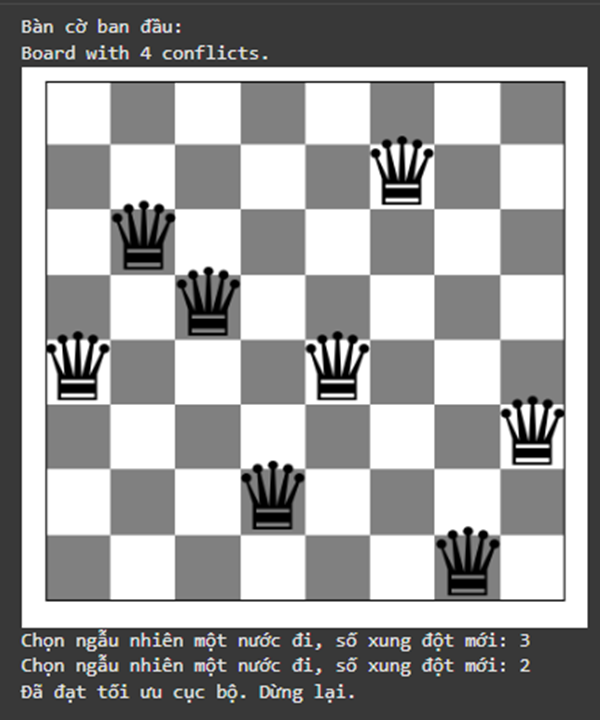 Bàn cờ ban đầu:
Board with 4 conflicts.
Chọn ngẫu nhiên một nước đi, số xung đột mới: 3
Chọn ngẫu nhiên một nước đi, số xung đột mới: 2
Đã đạt tối ưu cục bộ. Dừng lại.